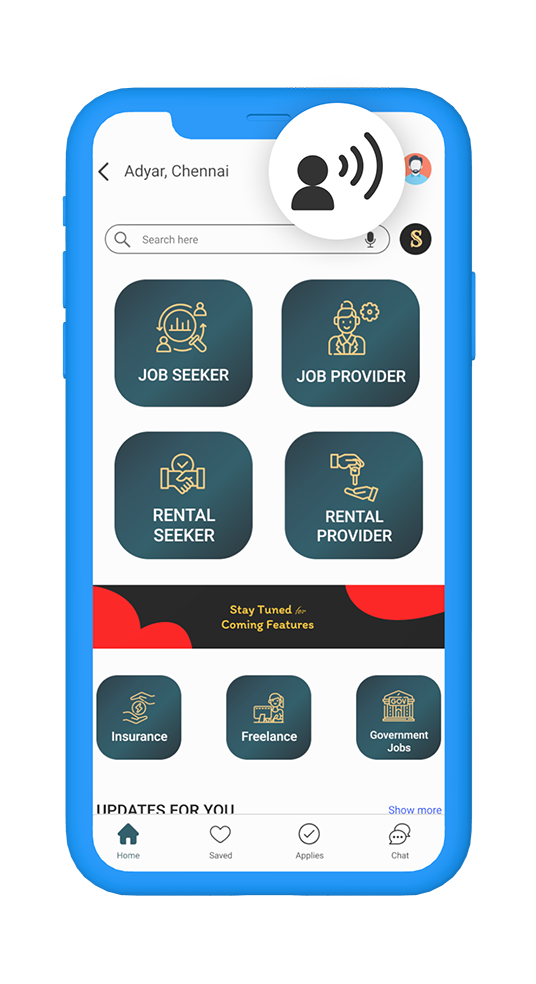 Adyar, Chennai
Search here
S
JOB SEEKER
JOB PROVIDER
RENTAL
SEEKER
RENTAL
PROVIDER
Stay Tuned for
Coming Features
Insurance
Freelance
GOV
Government
Jobs
UPDATES FOR YOU
Show more
Home
Saved
Applies
Chat